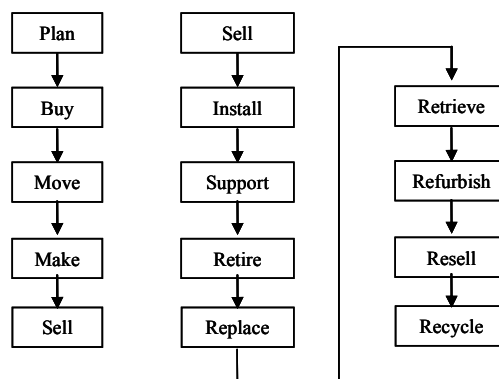 Plan
Buy
Move
Make
Sell
Sell
Install
Support
Retire
Replace
Retrieve
Refurbish
Resell
Recycle